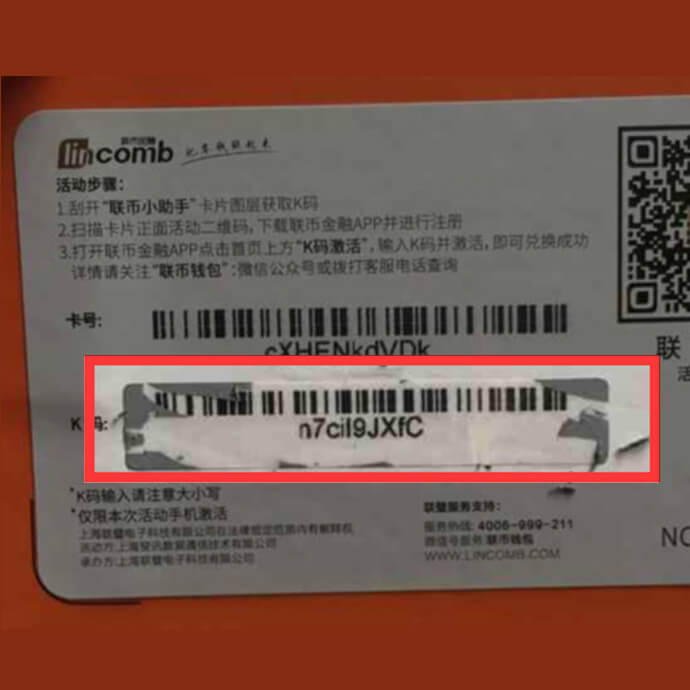 lincomb
活动步骤：
1.刮开“联币小助手”卡片图层获取K码
2.扫描卡片正面活动二维码，下载联币金融APP并进行注册
3.打开联币金融APP点击首页上方“K码激活”，输入K码并激活，即可兑换成功
详情请关注“联币钱包”：微信公众号或拨打客服电话查询
卡号：
cXHENkdVDk
K码：
n7ciI9JXfC
*K码输入请注意大小写
*仅限本次活动手机激活
上海联璧电子科技有限公司在法律规定范围内有解释权
活动方：上海斐讯数据通信技术有限公司
承办方：上海联璧电子科技有限公司
联璧服务支持：
服务热线：4006-999-211
微信号服务：联币钱包
WWW.LINCOMB.COM
联
活
NO